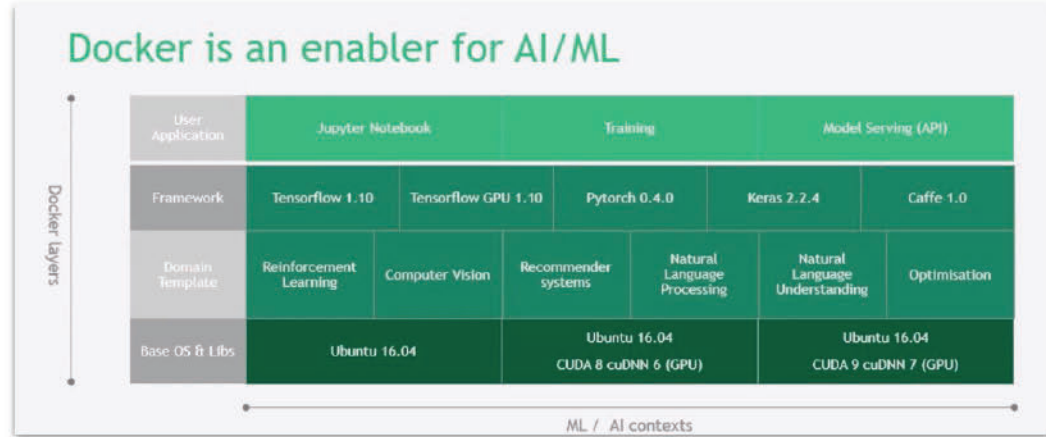 Docker is an enabler for AI/ML
Docker layers
User
Application
Jupyter Notebook
Training
Model Serving (API)
Framework
Tensorflow 1.10
Tensorflow GPU 1.10
Pytorch 0.4.0
Keras 2.2.4
Caffe 1.0
Domain
Template
Reinforcement
Learning
Computer Vision
Recommender
systems
Natural
Language
Processing
Natural
Language
Understanding
Optimisation
Base OS & Libs
Ubuntu 16.04
Ubuntu 16.04
CUDA 8 cuDNN 6 (GPU)
Ubuntu 16.04
CUDA 9 cuDNN 7 (GPU)
ML / AI contexts